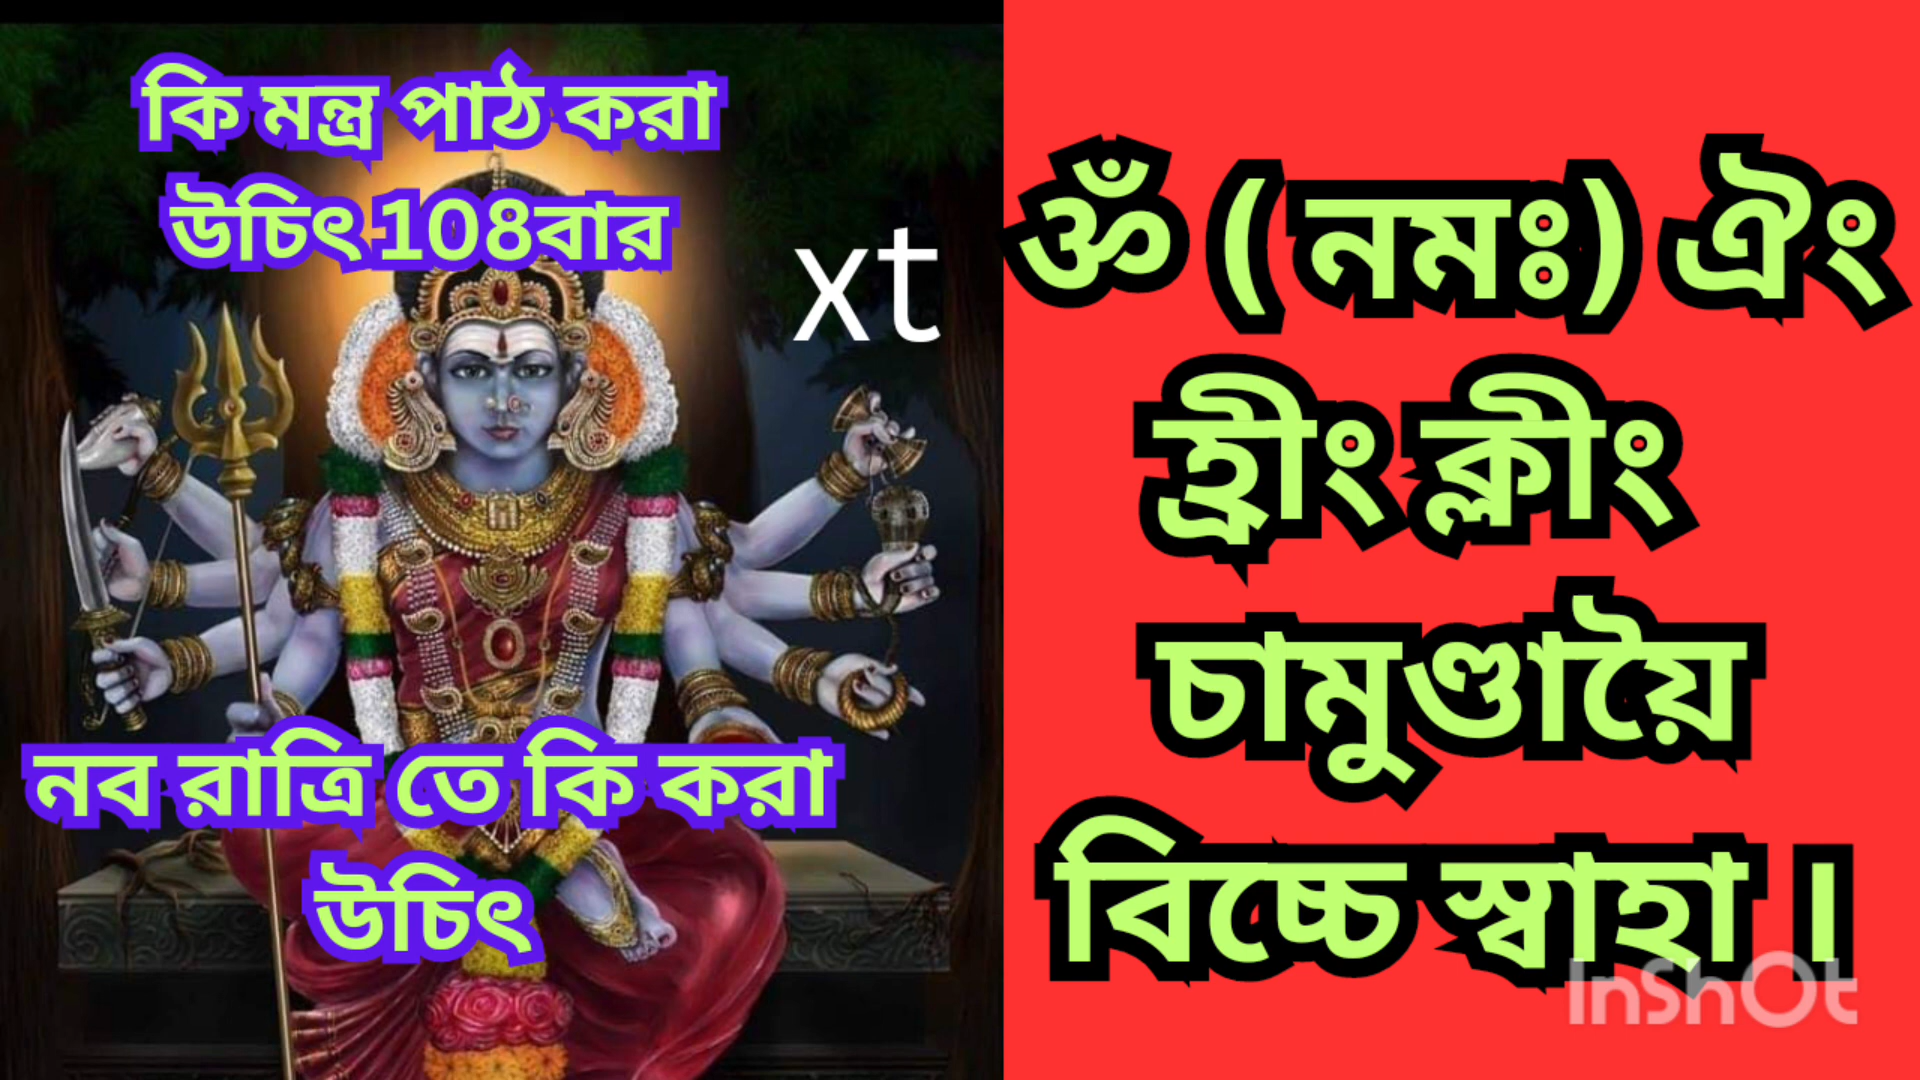 কি মন্ত্র পাঠ করা
উচিৎ 108বার
xt
নব রাত্রি তে কি করা
উচিৎ
ওঁ ( নমঃ) ঐং
হ্রীং ক্লীং
চামুণ্ডায়ৈ
বিচ্চে স্বাহা ।
InShOt